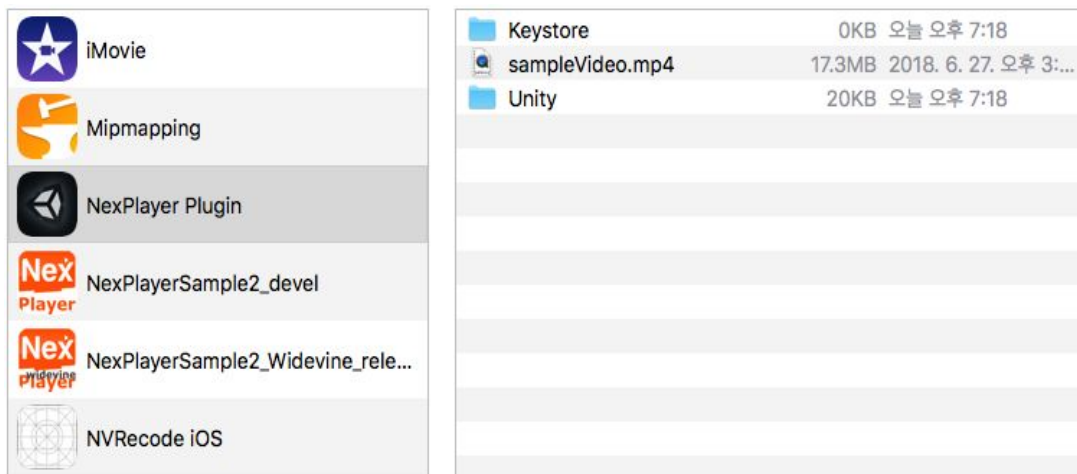 iMovie
Mipmapping
NexPlayer Plugin
Nex
Player
NexPlayerSample2_devel
Nex
widevine
Player
NexPlayerSample2_Widevine_rele...
NVRecode iOS
Keystore 0KB 오늘 오후 7:18
sampleVideo.mp4 17.3MB 2018. 6. 27. 오후 3:...
Unity 20KB 오늘 오후 7:18